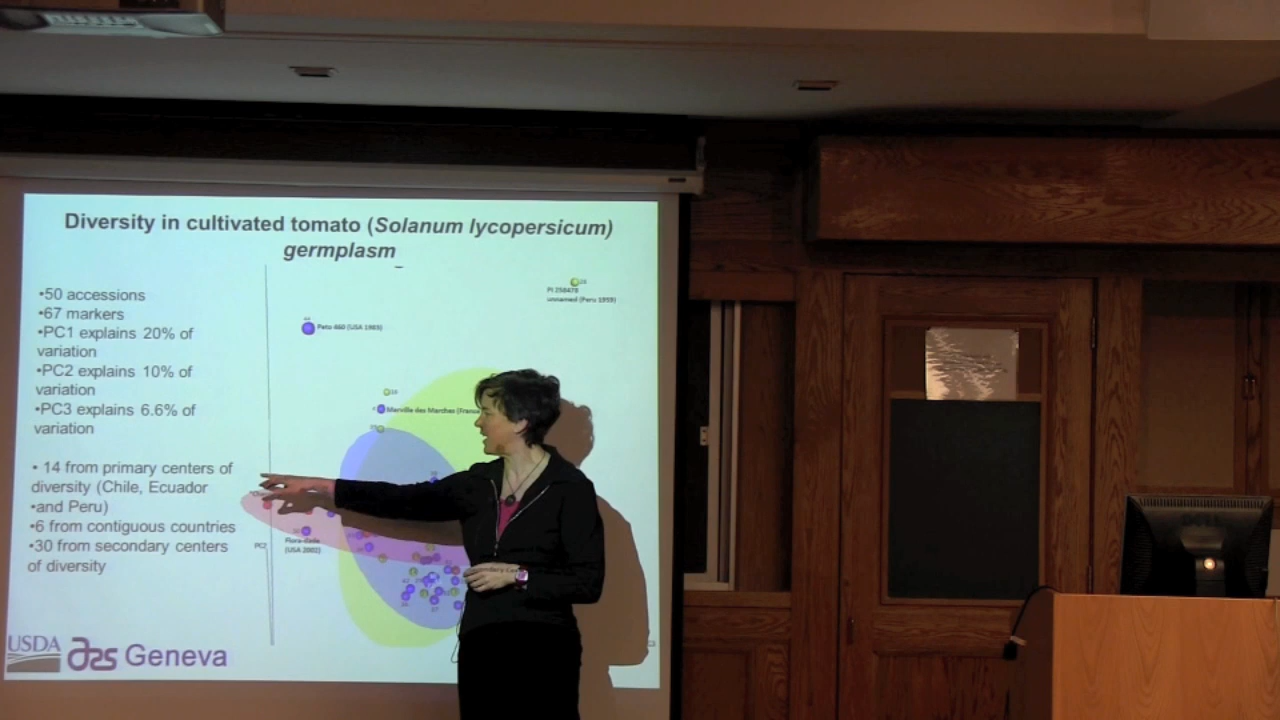 Diversity in cultivated tomato (Solanum lycopersicum)
germplasm
•50 accessions
•67 markers
•PC1 explains 20% of
variation
•PC2 explains 10% of
variation
•PC3 explains 6.6% of
variation
• 14 from primary centers of
diversity (Chile, Ecuador
•and Peru)
•6 from contiguous countries
•30 from secondary centers
of diversity
PI 258478
unnamed (Peru 1959)
Peto 460 (USA 1983)
Merville des Marches (France
Flora-dade
(USA 2002)
PC2
USDA ars Geneva
DELL